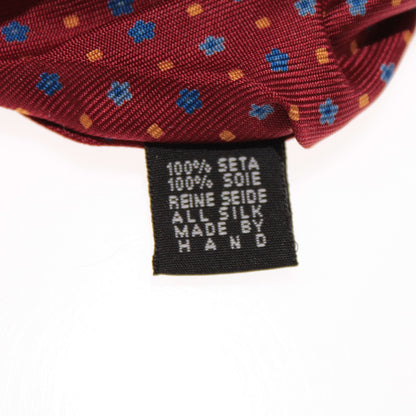 100% SETA
100% SOIE
REINE SEIDE
ALL SILK
MADE BY
HAND